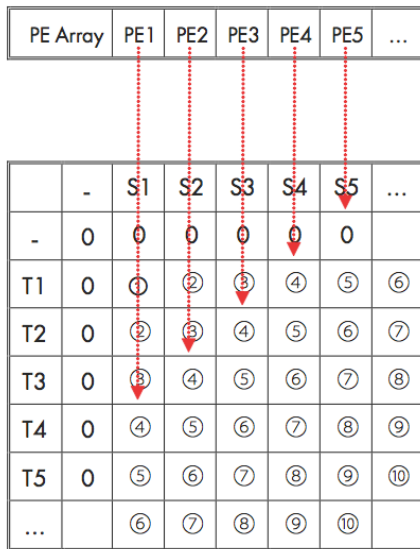 PE Array PE1 PE2 PE3 PE4 PE5 ...
- S1 S2 S3 S4 S5 ...
- 0 0 0 0 0 0
T1 0 ① ② ③ ④ ⑤ ⑥
T2 0 ② ③ ④ ⑤ ⑥ ⑦
T3 0 ③ ④ ⑤ ⑥ ⑦ ⑧
T4 0 ④ ⑤ ⑥ ⑦ ⑧ ⑨
T5 0 ⑤ ⑥ ⑦ ⑧ ⑨ ⑩
... ⑥ ⑦ ⑧ ⑨ ⑩